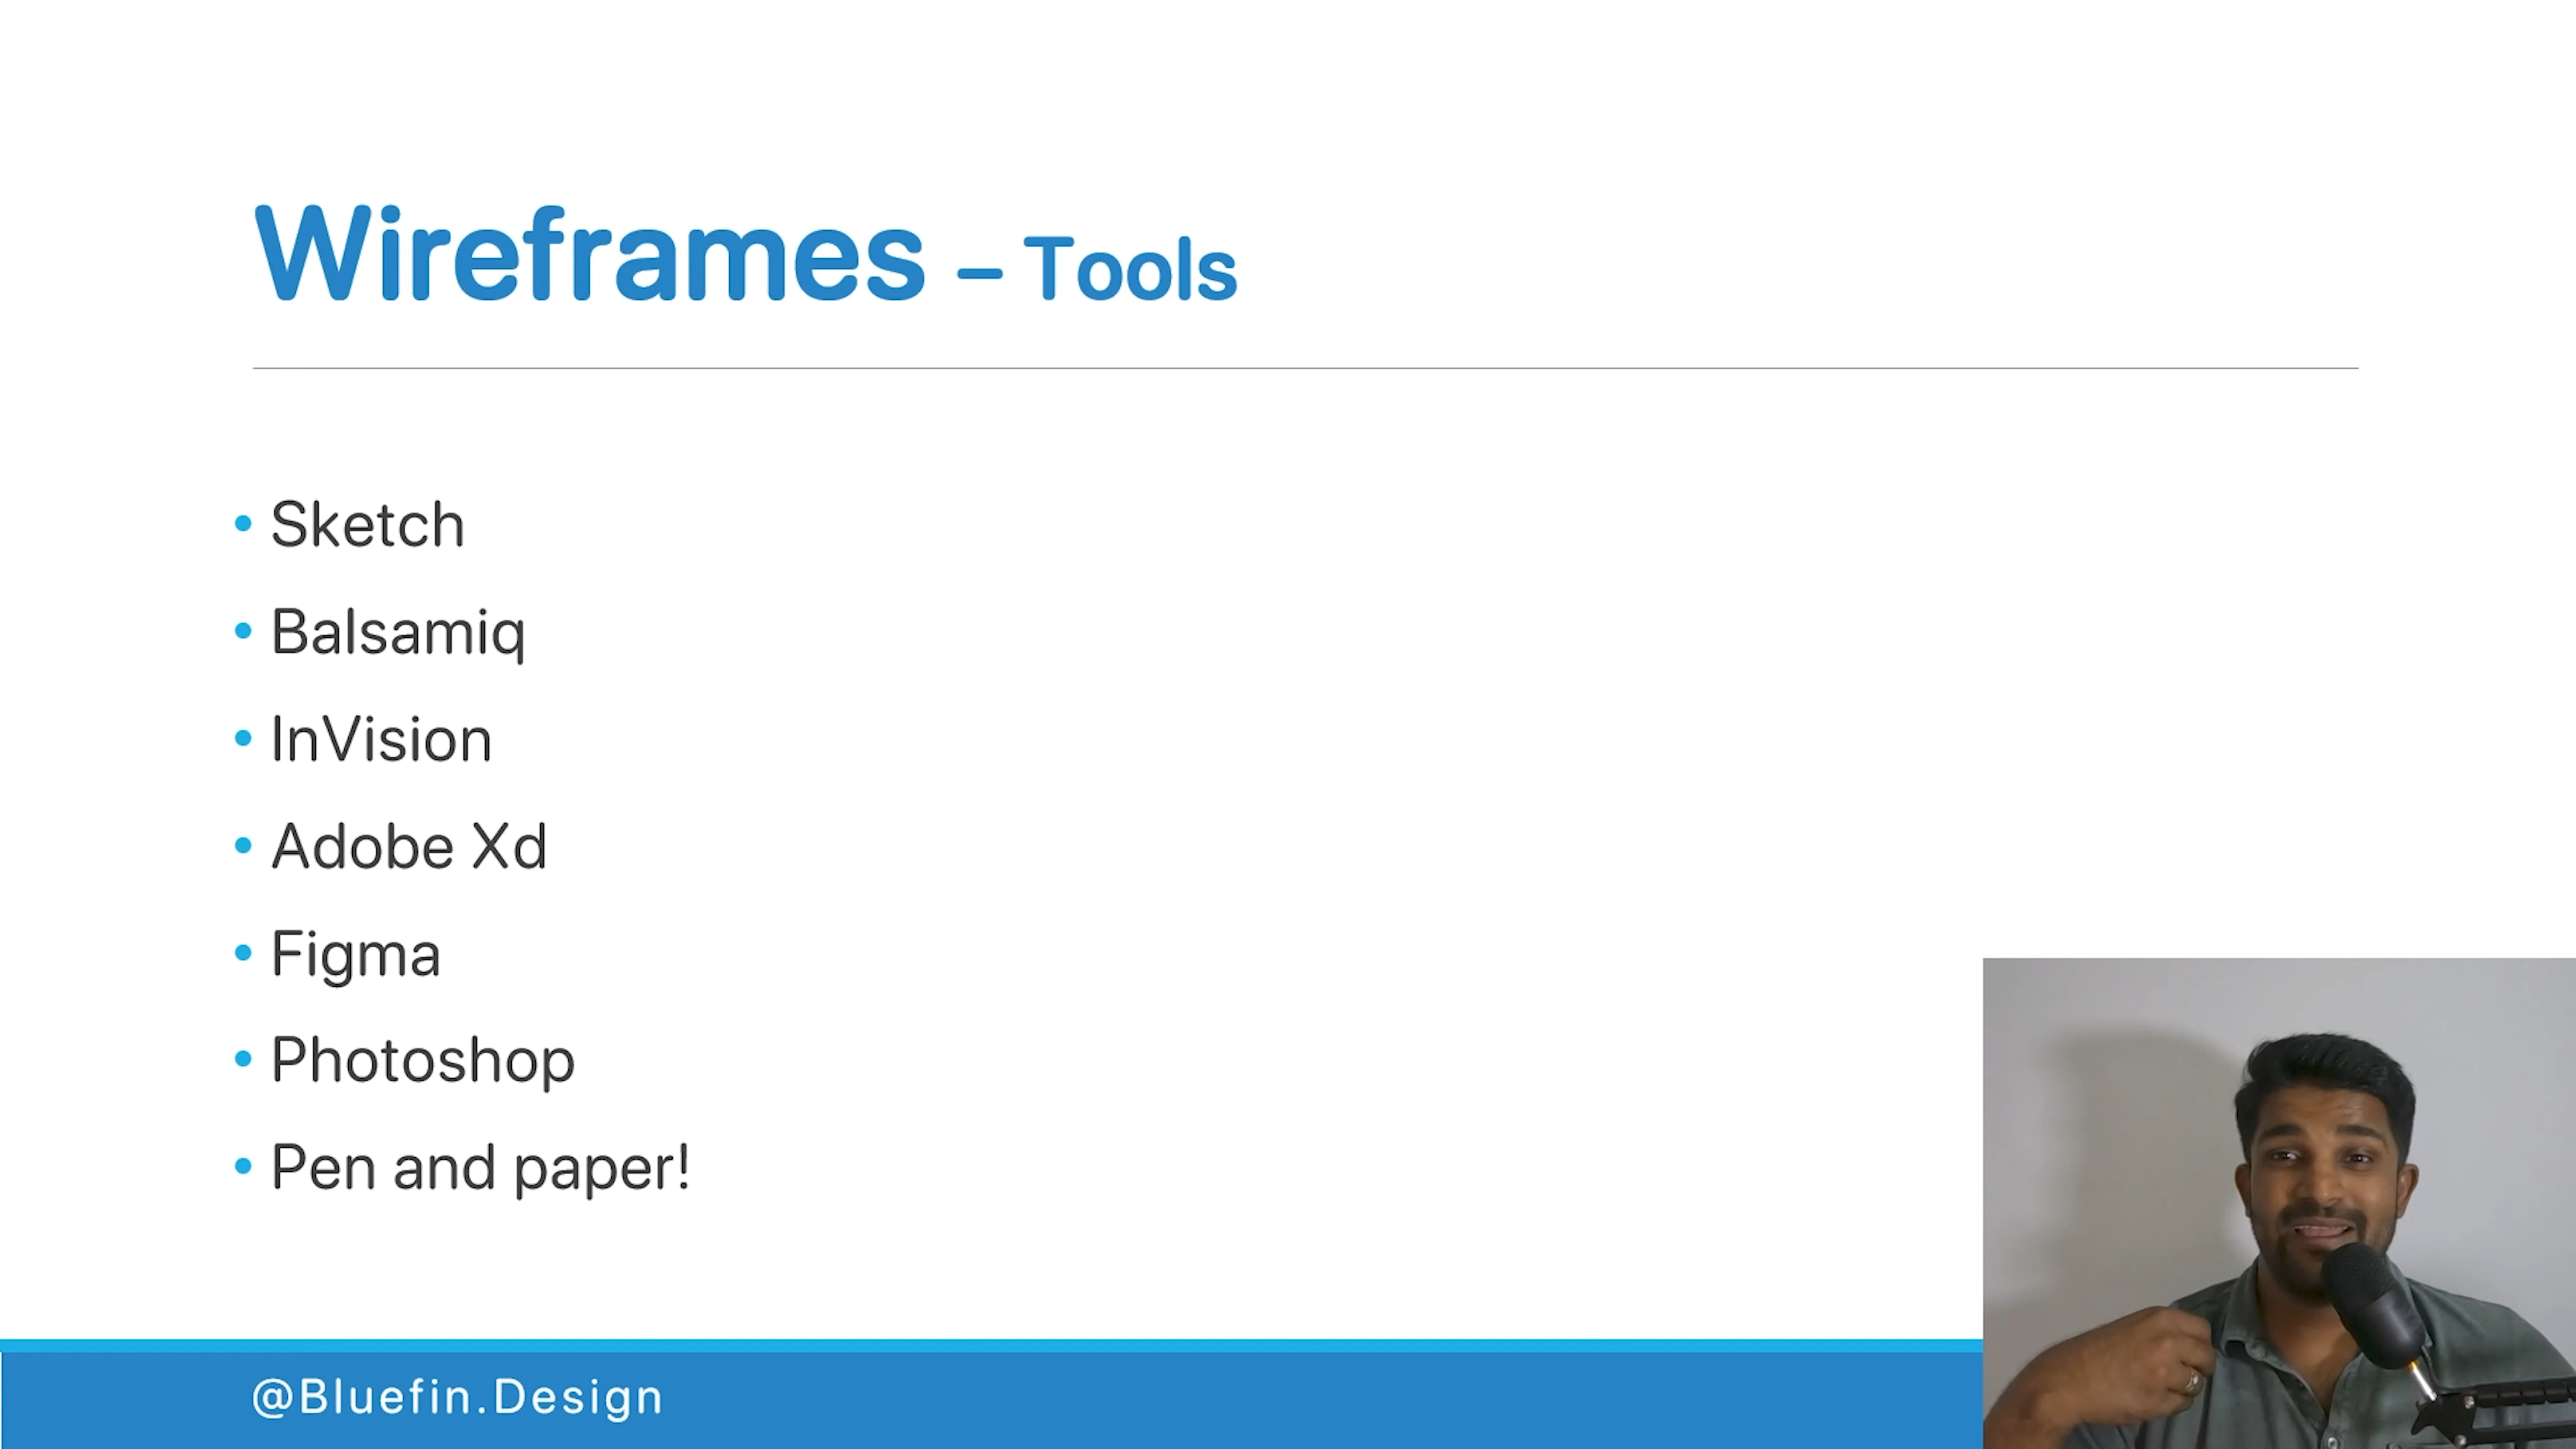 Wireframes – Tools
• Sketch
• Balsamiq
• InVision
• Adobe Xd
• Figma
• Photoshop
• Pen and paper!
@Bluefin.Design